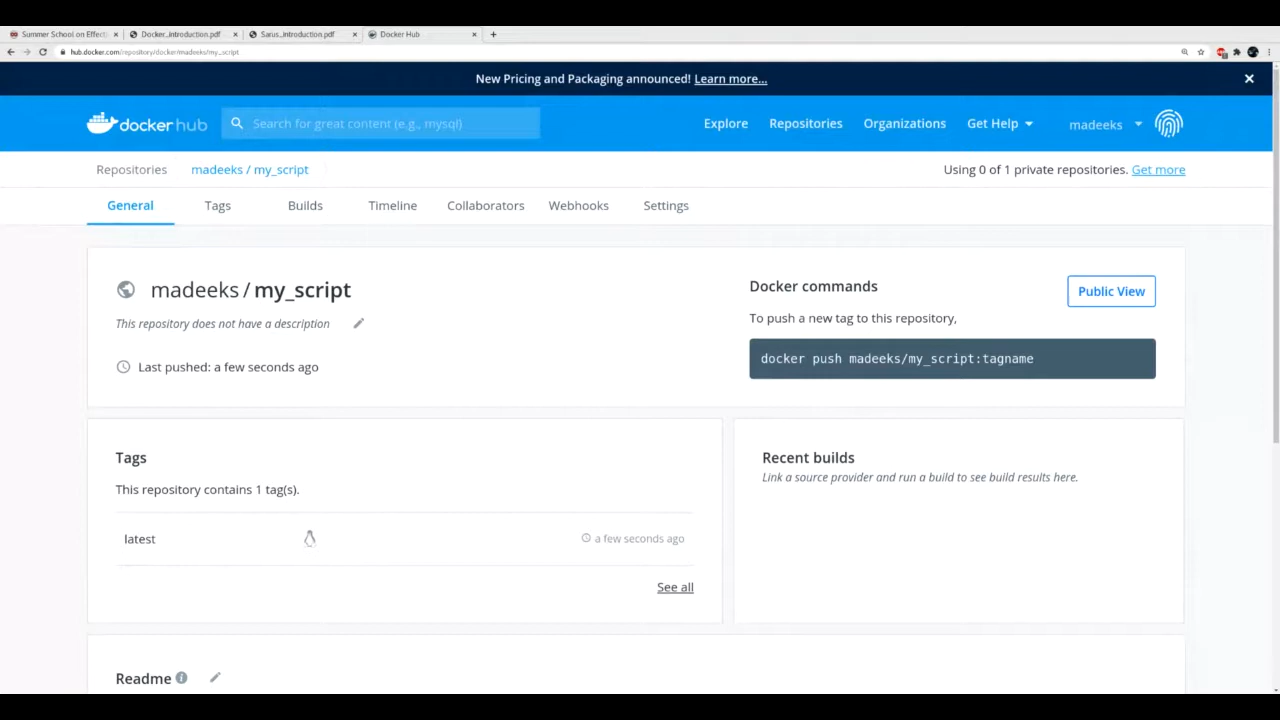 Summer School on Effecti
Docker_introduction.pdf
Sarus_introduction.pdf
Docker Hub
hub.docker.com/repository/docker/madeeks/my_script
New Pricing and Packaging announced! Learn more...
docker hub
Search for great content (e.g., mysql)
Explore
Repositories
Organizations
Get Help
madeeks
Repositories
madeeks / my_script
Using 0 of 1 private repositories. Get more
General
Tags
Builds
Timeline
Collaborators
Webhooks
Settings
madeeks / my_script
This repository does not have a description
Last pushed: a few seconds ago
Docker commands
Public View
To push a new tag to this repository,
docker push madeeks/my_script:tagname
Tags
This repository contains 1 tag(s).
latest
a few seconds ago
See all
Recent builds
Link a source provider and run a build to see build results here.
Readme